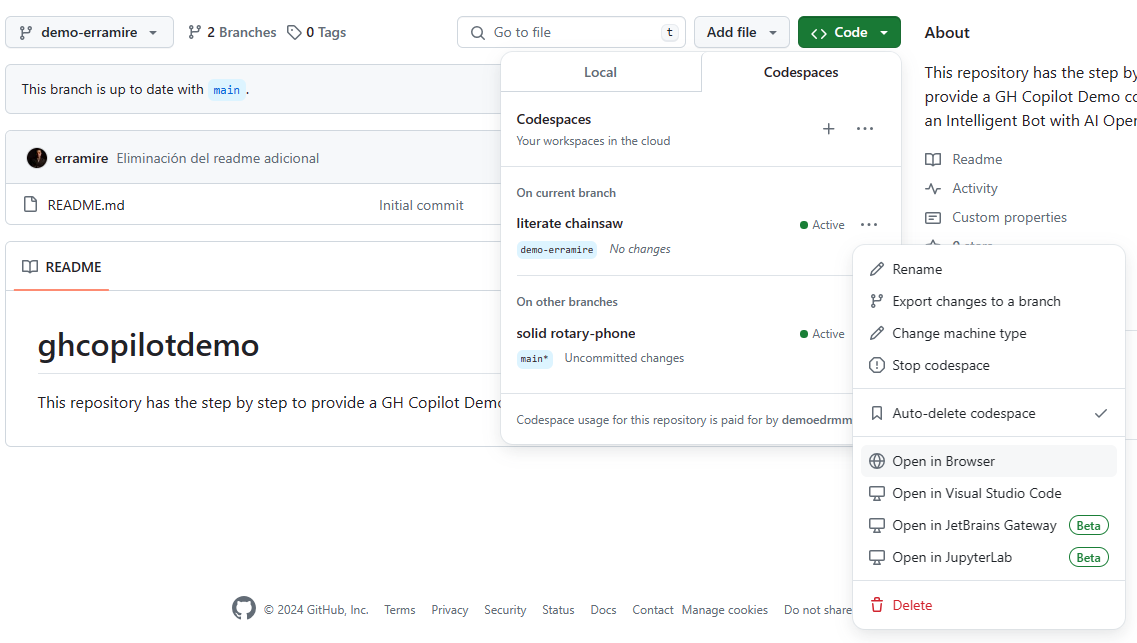 demo-erramire
2 Branches
0 Tags
Go to file
t
Add file
Code
This branch is up to date with main .
erramire Eliminación del readme adicional
README.md
Initial commit
README
ghcopilotdemo
This repository has the step by step to provide a GH Copilot Demo
Local
Codespaces
Codespaces
Your workspaces in the cloud
On current branch
literate chainsaw
Active
demo-erramire No changes
On other branches
solid rotary-phone
Active
main* Uncommitted changes
Codespace usage for this repository is paid for by demoedrmm
About
This repository has the step by
provide a GH Copilot Demo
an Intelligent Bot with AI
Readme
Activity
Custom properties
Rename
Export changes to a branch
Change machine type
Stop codespace
Auto-delete codespace
Open in Browser
Open in Visual Studio Code
Open in JetBrains Gateway Beta
Open in JupyterLab Beta
Delete
© 2024 GitHub, Inc. Terms Privacy Security Status Docs Contact Manage cookies Do not share